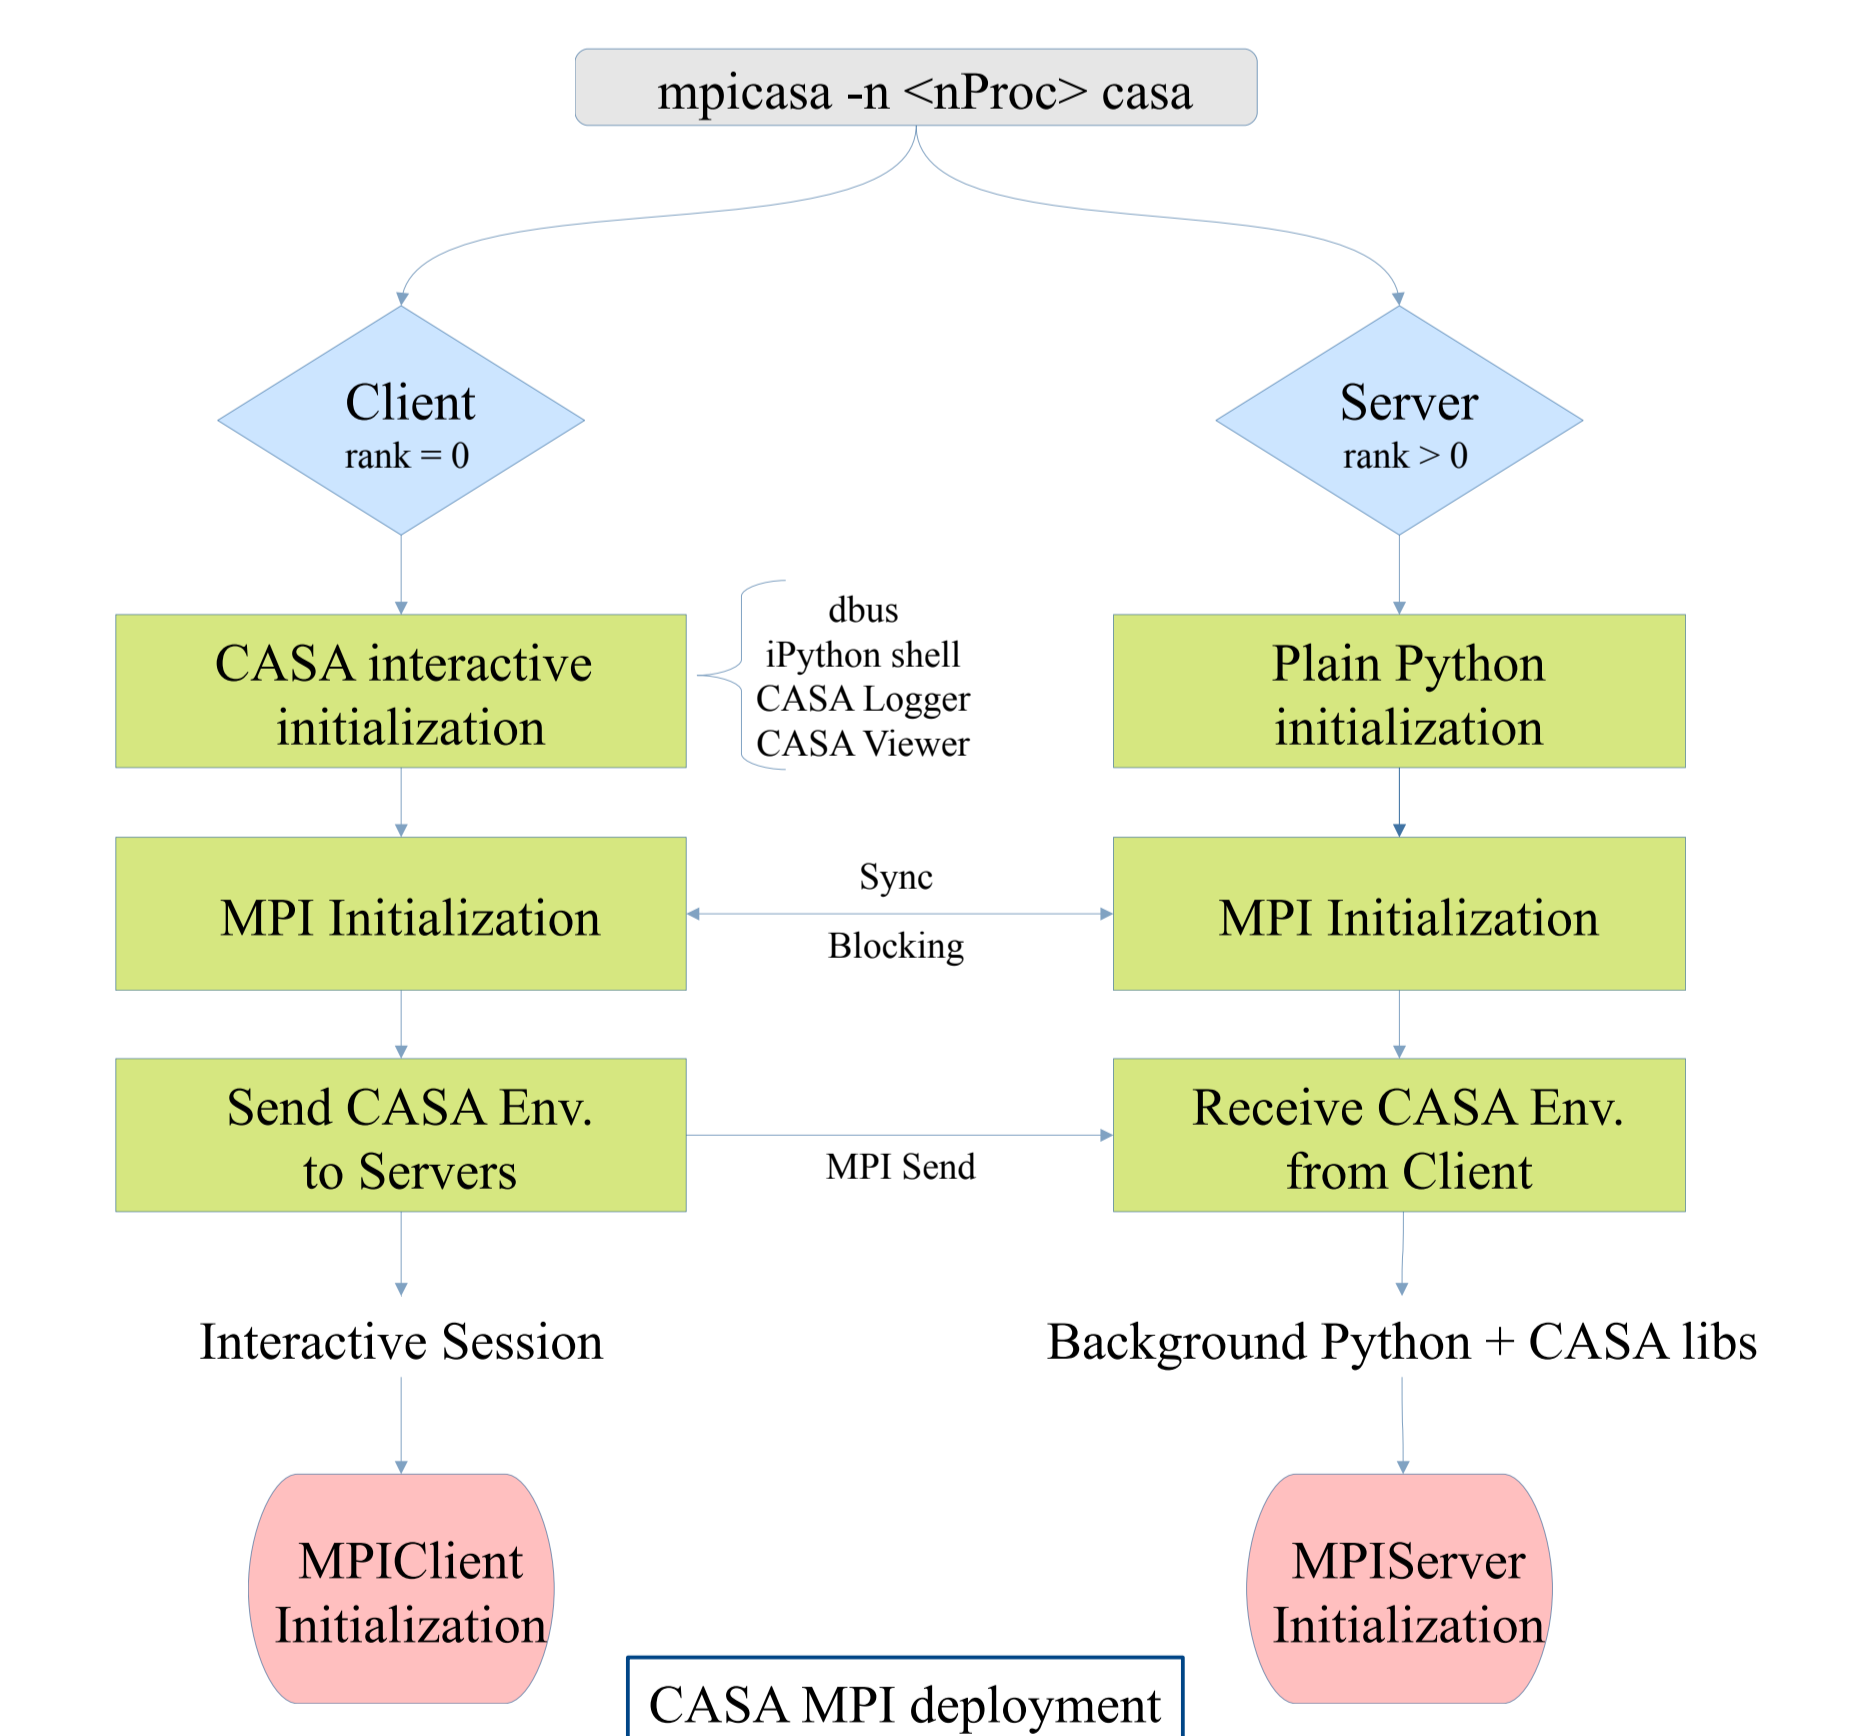 mpicasa -n <nProc> casa
Client
rank = 0
Server
rank > 0
CASA interactive
initialization
dbus
iPython shell
CASA Logger
CASA Viewer
Plain Python
initialization
MPI Initialization
Sync
Blocking
MPI Initialization
Send CASA Env.
to Servers
MPI Send
Receive CASA Env.
from Client
Interactive Session
Background Python + CASA libs
MPIClient
Initialization
MPIServer
Initialization
CASA MPI deployment